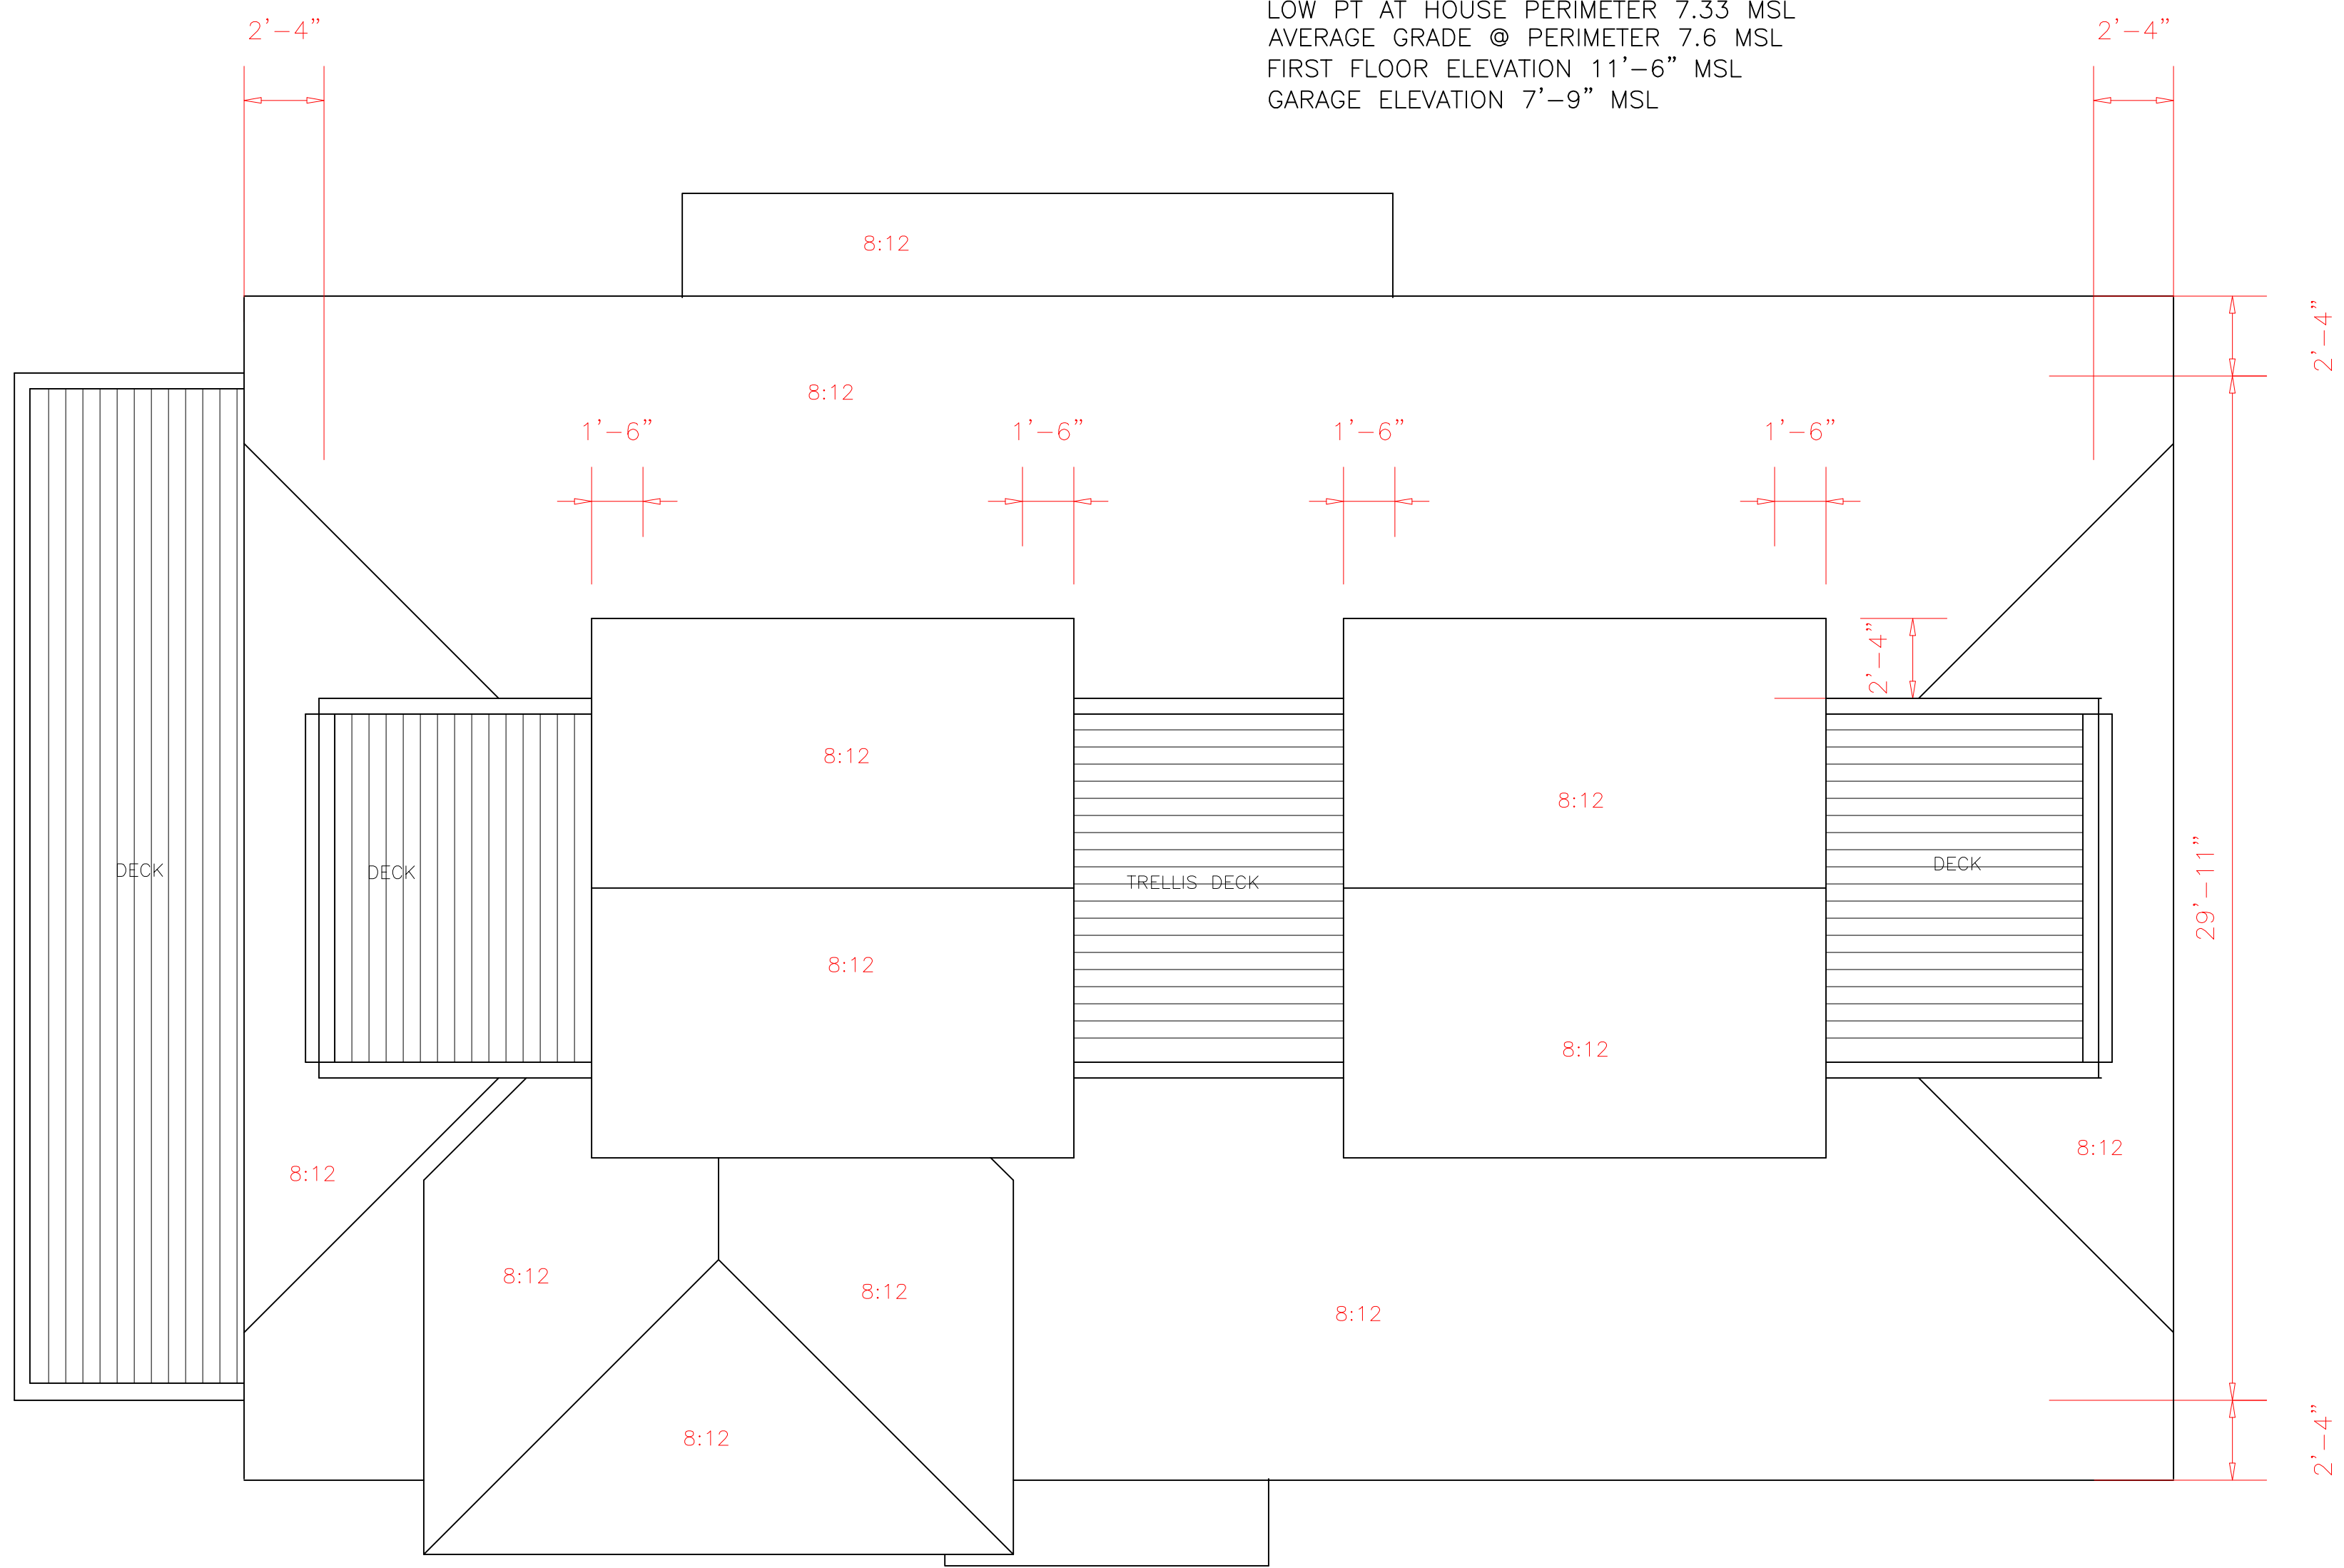 LOW PT AT HOUSE PERIMETER 7.33 MSL
2'-4"
2'-4"
AVERAGE GRADE @ PERIMETER 7.6 MSL
FIRST FLOOR ELEVATION 11'-6" MSL
GARAGE ELEVATION 7'-9" MSL
8:12
2'-4"
8:12
1'-6"
1'-6"
1'-6"
1'-6"
2'-4"
8:12
8:12
DECK
DECK
TRELLIS DECK
DECK
29'-11"
8:12
8:12
8:12
8:12
8:12
8:12
8:12
8:12
2'-4"